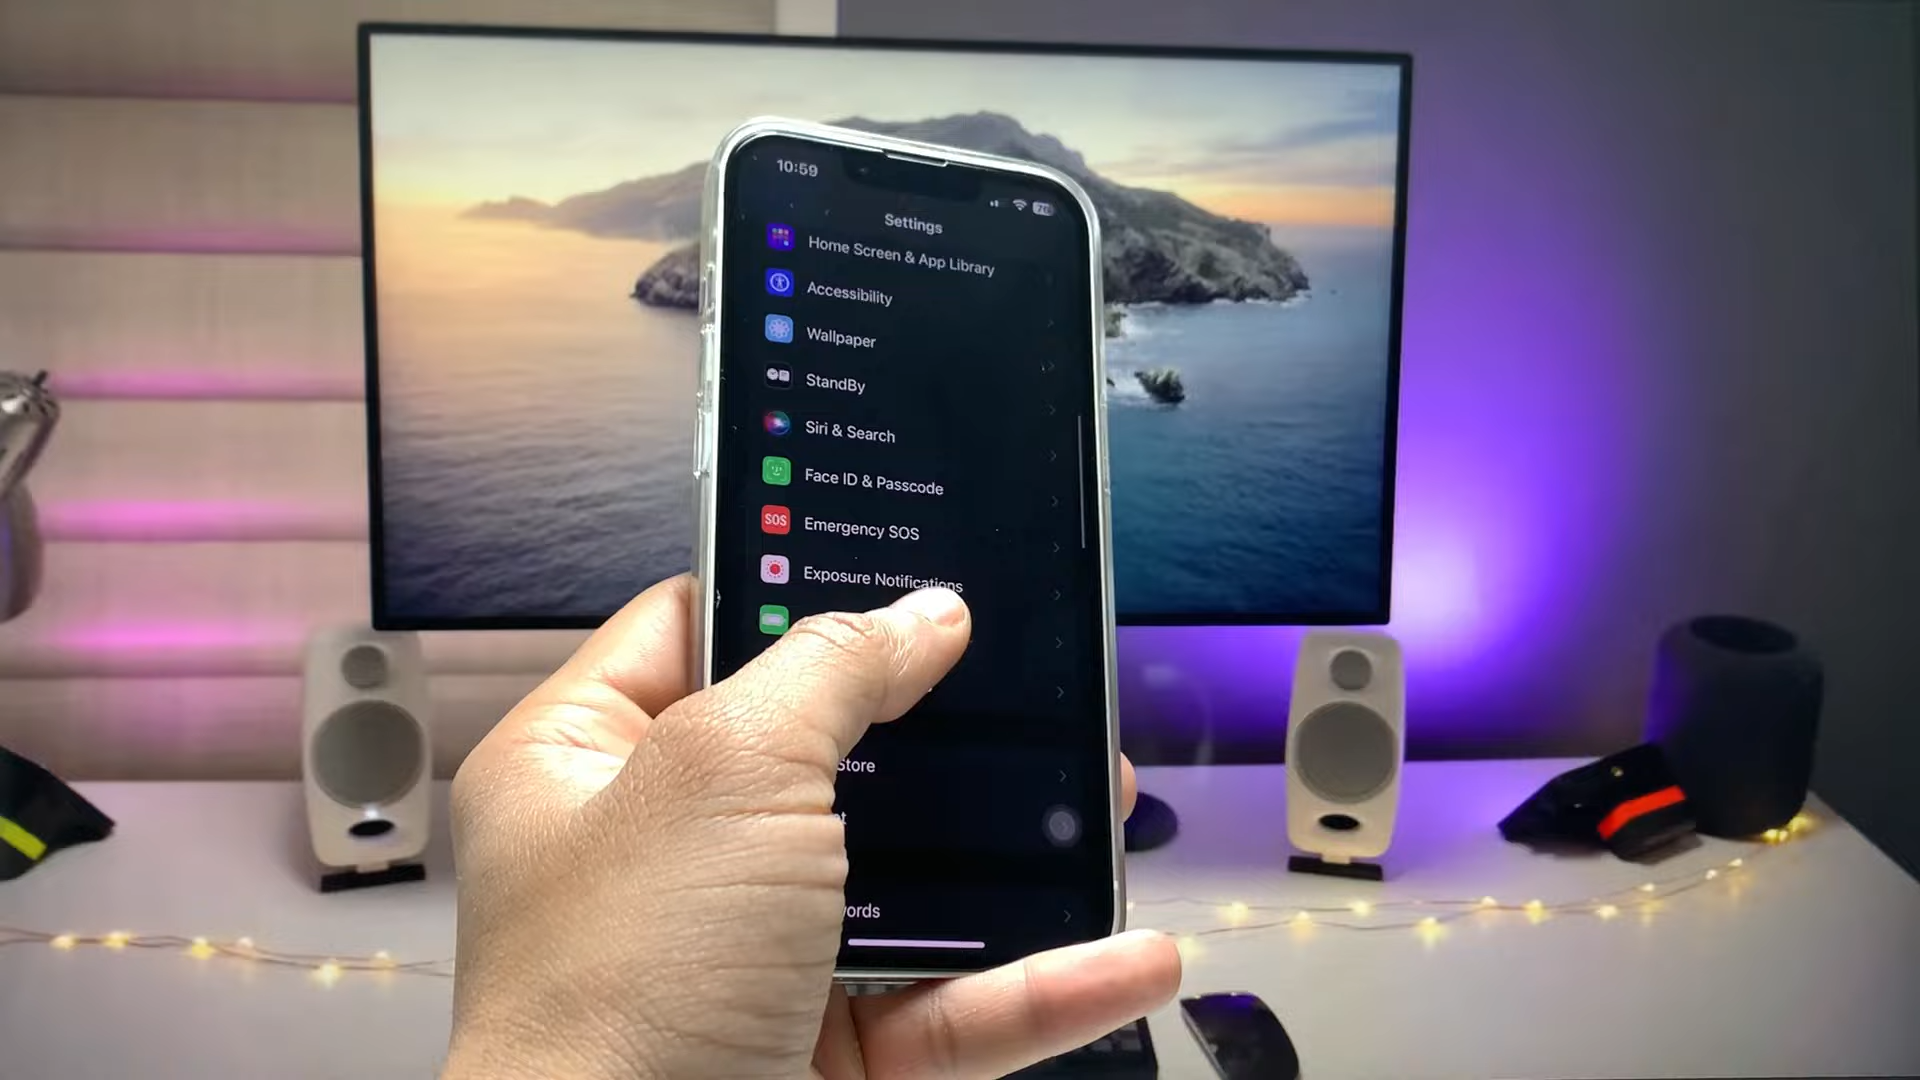 10:59
76
Settings
Home Screen & App Library
Accessibility
Wallpaper
StandBy
Siri & Search
Face ID & Passcode
SOS Emergency SOS
Exposure Notifications
Store